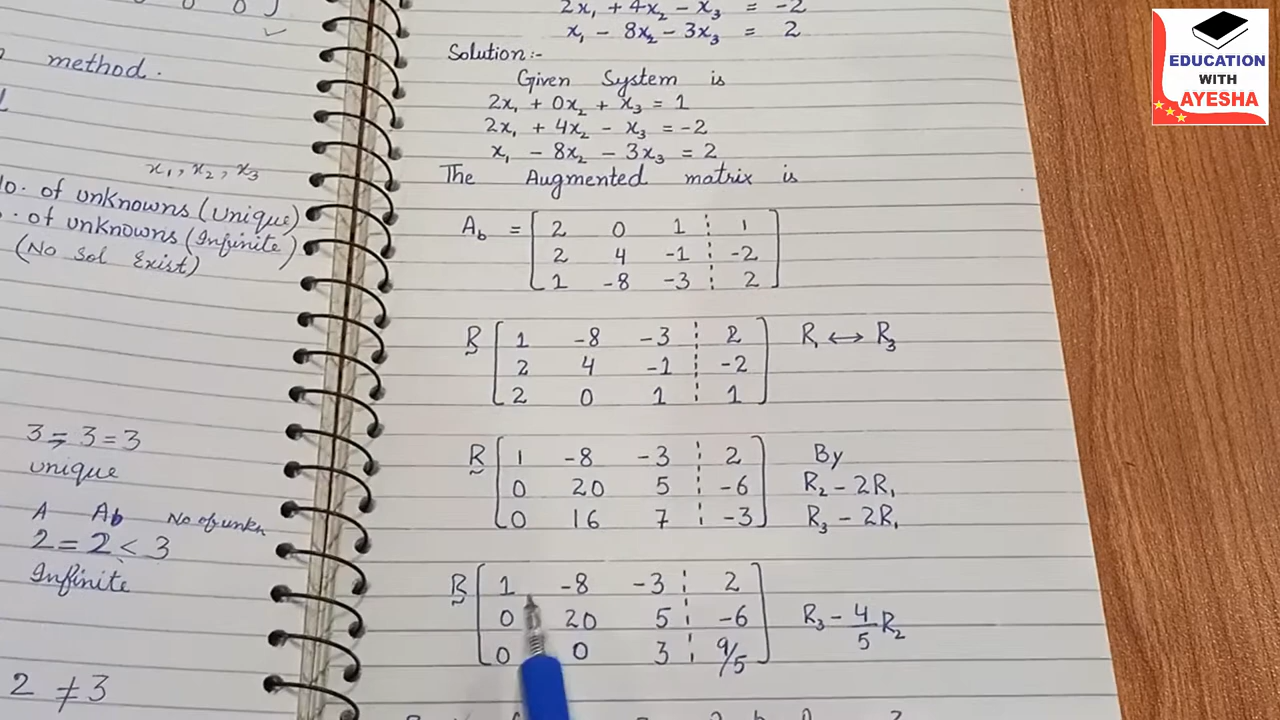 0 0 0
method.
x₁, x₂, x₃
No. of unknowns (Unique)
. of unknowns (Infinite)
(No Sol Exist)
3 = 3 = 3
unique
A Ab No of unkn
2 = 2 < 3
Infinite
2 ≠ 3
2x₁ + 4x₂ - x₃ = -2
x₁ - 8x₂ - 3x₃ = 2
Solution:-
Given System is
2x₁ + 0x₂ + x₃ = 1
2x₁ + 4x₂ - x₃ = -2
x₁ - 8x₂ - 3x₃ = 2
The Augmented matrix is
A_b = [ 2 0 1 ⋮ 1
2 4 -1 ⋮ -2
1 -8 -3 ⋮ 2 ]
R [ 1 -8 -3 ⋮ 2 R₁ ↔ R₃
2 4 -1 ⋮ -2
2 0 1 ⋮ 1 ]
R [ 1 -8 -3 ⋮ 2 By
0 20 5 ⋮ -6 R₂ - 2R₁
0 16 7 ⋮ -3 ] R₃ - 2R₁
R [ 1 -8 -3 ⋮ 2
0 20 5 ⋮ -6 R₃ - 4/5 R₂
0 0 3 ⋮ 9/5 ]
EDUCATION
WITH
AYESHA